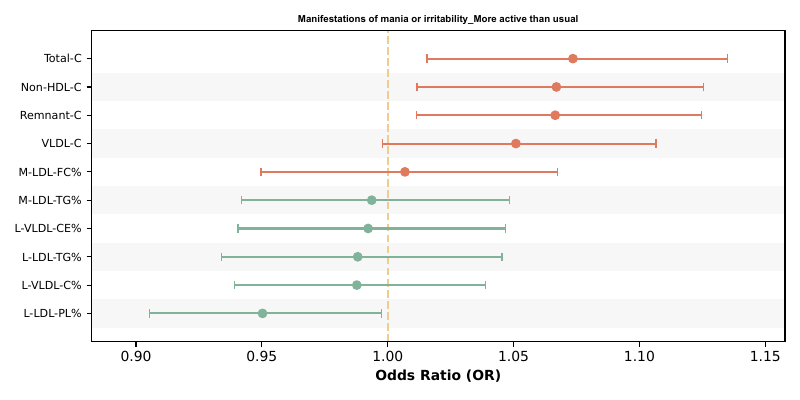 Manifestations of mania or irritability_More active than usual
Total-C
Non-HDL-C
Remnant-C
VLDL-C
M-LDL-FC%
M-LDL-TG%
L-VLDL-CE%
L-LDL-TG%
L-VLDL-C%
L-LDL-PL%
0.90 0.95 1.00 1.05 1.10 1.15
Odds Ratio (OR)